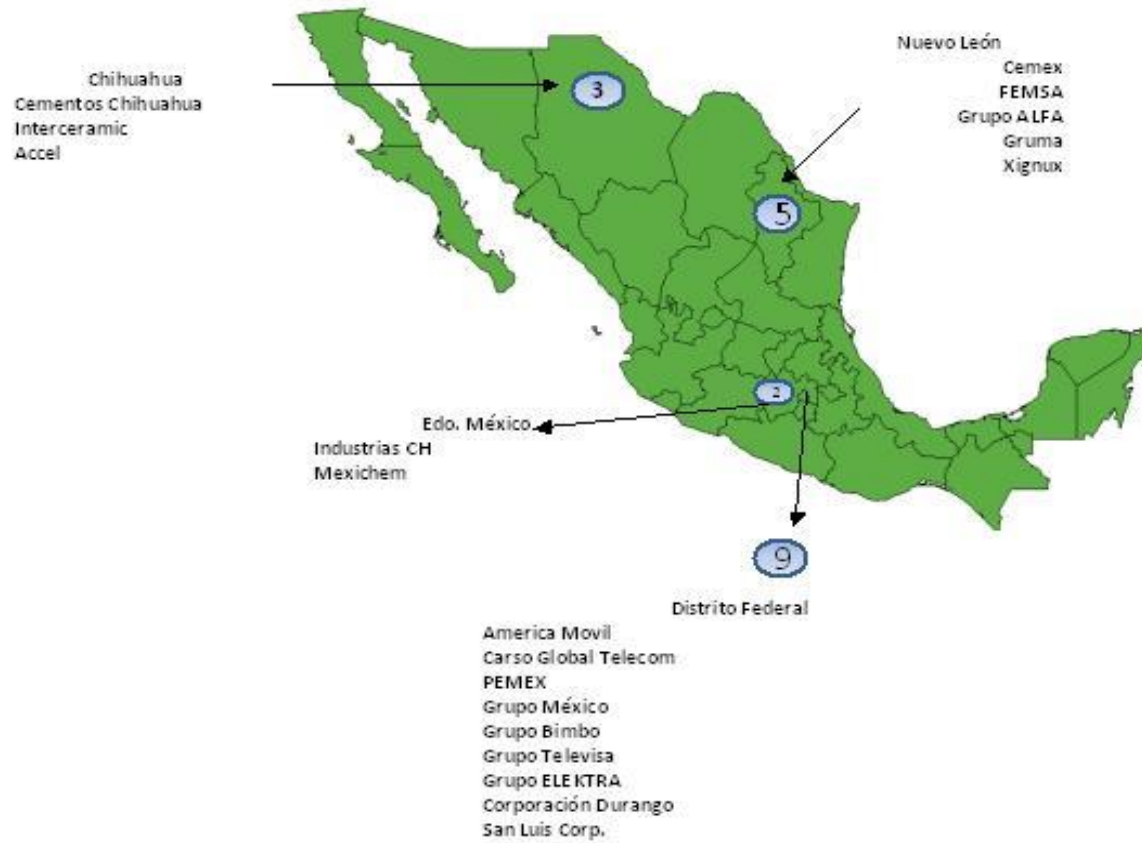 Chihuahua
Cementos Chihuahua
Interceramic
Accel
3
Nuevo León
Cemex
FEMSA
Grupo ALFA
Gruma
Xignux
5
2
Edo. México
Industrias CH
Mexichem
9
Distrito Federal
America Movil
Carso Global Telecom
PEMEX
Grupo México
Grupo Bimbo
Grupo Televisa
Grupo ELEKTRA
Corporación Durango
San Luis Corp.